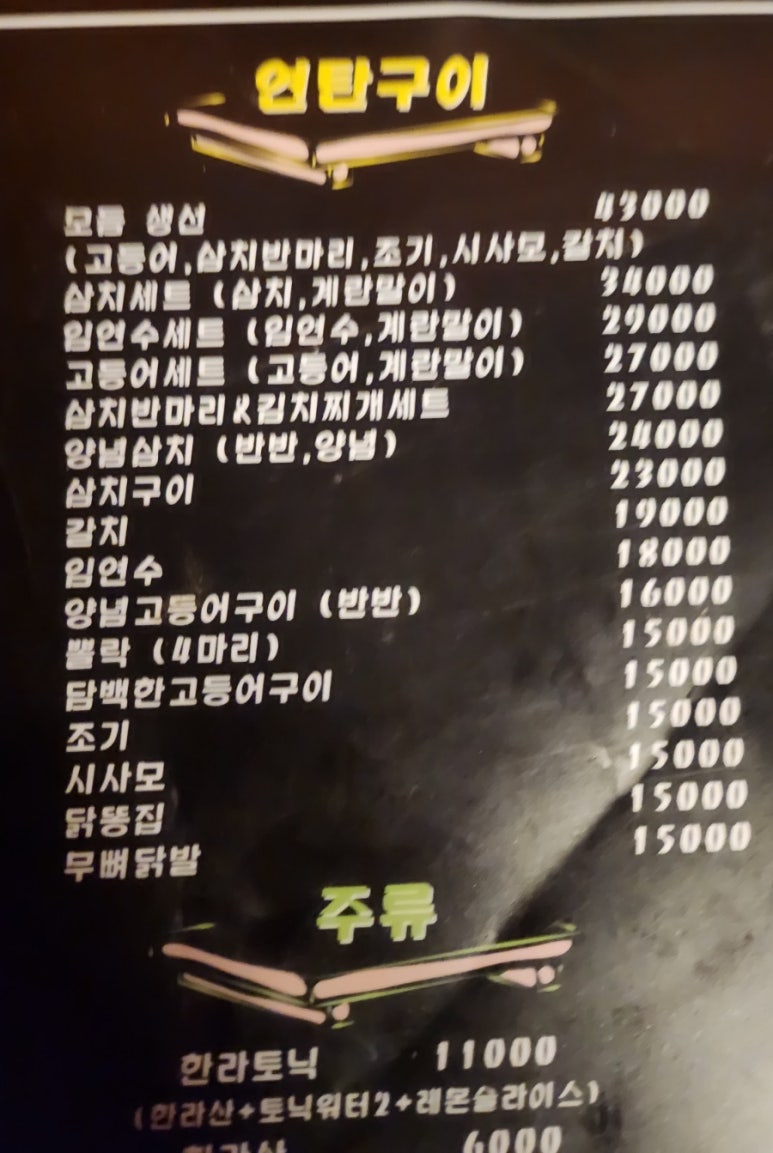 연탄구이
모듬 생선 43000
(고등어,삼치반마리,조기,시사모,갈치)
삼치세트 (삼치,계란말이) 34000
임연수세트 (임연수,계란말이) 29000
고등어세트 (고등어,계란말이) 27000
삼치반마리&김치찌개세트 27000
양념삼치 (반반,양념) 24000
삼치구이 23000
갈치 19000
임연수 18000
양념고등어구이 (반반) 16000
뽈락 (4마리) 15000
담백한고등어구이 15000
조기 15000
시사모 15000
닭똥집 15000
무뼈닭발 15000
주류
한라토닉 11000
(한라산+토닉워터2+레몬슬라이스)
한라산 6000